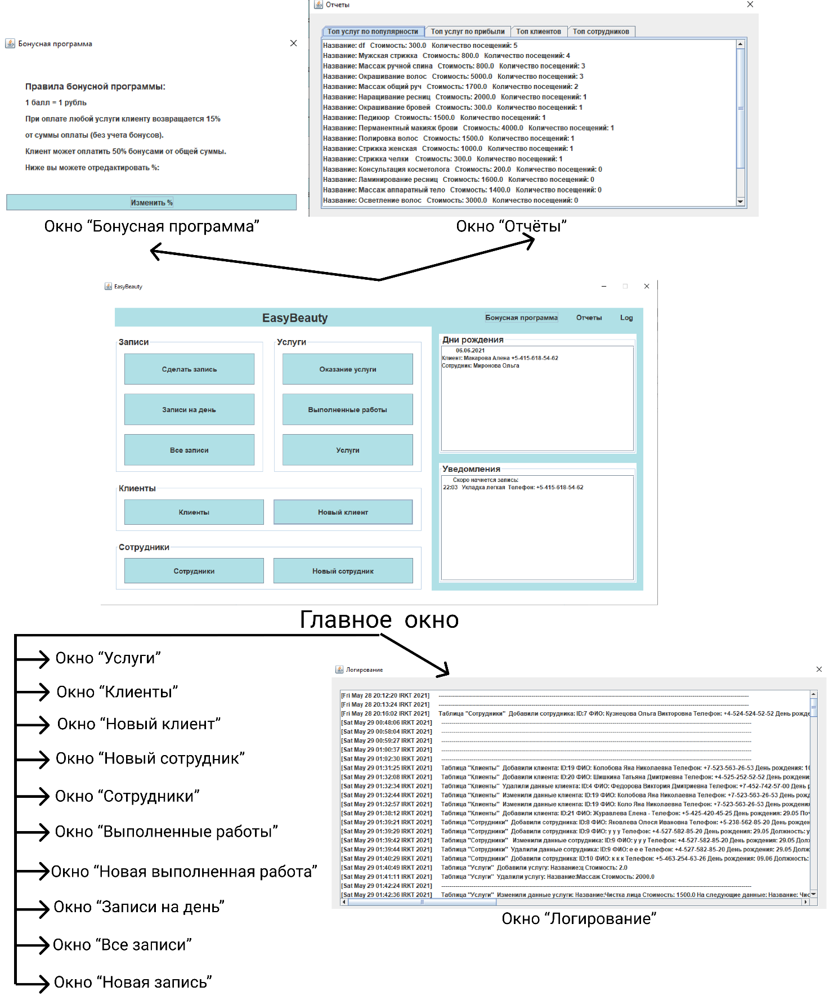 Отчеты
Топ услуг по популярности
Топ услуг по прибыли
Топ клиентов
Топ сотрудников
Название: df Стоимость: 300.0 Количество посещений: 5
Название: Мужская стрижка Стоимость: 800.0 Количество посещений: 4
Название: Массаж ручной спина Стоимость: 800.0 Количество посещений: 3
Название: Окрашивание волос Стоимость: 5000.0 Количество посещений: 3
Название: Массаж общий руч Стоимость: 1700.0 Количество посещений: 2
Название: Наращивание ресниц Стоимость: 2000.0 Количество посещений: 1
Название: Окрашивание бровей Стоимость: 300.0 Количество посещений: 1
Название: Педикюр Стоимость: 1500.0 Количество посещений: 1
Название: Перманентный макияж брови Стоимость: 4000.0 Количество посещений: 1
Название: Полировка волос Стоимость: 1500.0 Количество посещений: 1
Название: Стрижка женская Стоимость: 1000.0 Количество посещений: 1
Название: Стрижка челки Стоимость: 300.0 Количество посещений: 1
Название: Консультация косметолога Стоимость: 200.0 Количество посещений: 0
Название: Ламинирование ресниц Стоимость: 1600.0 Количество посещений: 0
Название: Массаж аппаратный тело Стоимость: 1400.0 Количество посещений: 0
Название: Осветление волос Стоимость: 3000.0 Количество посещений: 0
Окно “Отчёты”
Бонусная программа
Правила бонусной программы:
1 балл = 1 рубль
При оплате любой услуги клиенту возвращается 15%
от суммы оплаты (без учета бонусов).
Клиент может оплатить 50% бонусами от общей суммы.
Ниже вы можете отредактировать %:
Изменить %
Окно “Бонусная программа”
EasyBeauty
EasyBeauty
Бонусная программа
Отчеты
Log
Записи
Сделать запись
Записи на день
Все записи
Услуги
Оказание услуги
Выполненные работы
Услуги
Клиенты
Клиенты
Новый клиент
Сотрудники
Сотрудники
Новый сотрудник
Дни рождения
06.06.2021
Клиент: Макарова Алена +5-415-618-54-62
Сотрудник: Миронова Ольга
Уведомления
Скоро начнется запись:
22:03 Укладка легкая Телефон: +5-415-618-54-62
Главное окно
Окно “Услуги”
Окно “Клиенты”
Окно “Новый клиент”
Окно “Новый сотрудник”
Окно “Сотрудники”
Окно “Выполненные работы”
Окно “Новая выполненная работа”
Окно “Записи на день”
Окно “Все записи”
Окно “Новая запись”
Логирование
[Fri May 28 20:12:20 IRKT 2021]
[Fri May 28 20:13:24 IRKT 2021]
[Fri May 28 20:16:02 IRKT 2021] Таблица "Сотрудники" Добавили сотрудника: ID:7 ФИО: Кузнецова Ольга Викторовна Телефон: +4-524-524-52-52 День рожде
[Sat May 29 00:48:06 IRKT 2021]
[Sat May 29 00:58:04 IRKT 2021]
[Sat May 29 00:59:27 IRKT 2021]
[Sat May 29 01:00:37 IRKT 2021]
[Sat May 29 01:02:30 IRKT 2021]
[Sat May 29 01:31:25 IRKT 2021] Таблица "Клиенты" Добавили клиента: ID:19 ФИО: Колобова Яна Николаевна Телефон: +7-523-563-26-53 День рождения: 10
[Sat May 29 01:32:08 IRKT 2021] Таблица "Клиенты" Добавили клиента: ID:20 ФИО: Шишкина Татьяна Дмитриевна Телефон: +4-525-252-52-52 День рождения
[Sat May 29 01:32:34 IRKT 2021] Таблица "Клиенты" Удалили данные клиента: ID:4 ФИО: Федорова Виктория Дмитриевна Телефон: +7-452-742-57-00 День р
[Sat May 29 01:32:44 IRKT 2021] Таблица "Клиенты" Изменили данные клиента: ID:19 ФИО: Колобова Яна Николаевна Телефон: +7-523-563-26-53 День рожд
[Sat May 29 01:32:57 IRKT 2021] Таблица "Клиенты" Изменили данные клиента: ID:19 ФИО: Коло Яна Николаевна Телефон: +7-523-563-26-53 День рождения
[Sat May 29 01:38:12 IRKT 2021] Таблица "Клиенты" Добавили клиента: ID:21 ФИО: Журавлева Елена - Телефон: +5-425-420-45-25 День рождения: 29.05 Поч
[Sat May 29 01:39:21 IRKT 2021] Таблица "Сотрудники" Добавили сотрудника: ID:8 ФИО: Яковлева Олеся Ивановна Телефон: +5-238-562-85-20 День рожден
[Sat May 29 01:39:29 IRKT 2021] Таблица "Сотрудники" Добавили сотрудника: ID:9 ФИО: у у у Телефон: +4-527-582-85-20 День рождения: 29.05 Должность: у
[Sat May 29 01:39:42 IRKT 2021] Таблица "Сотрудники" Изменили данные сотрудника: ID:9 ФИО: у у у Телефон: +4-527-582-85-20 День рождения: 29.05 Долж
[Sat May 29 01:39:44 IRKT 2021] Таблица "Сотрудники" Удалили данные сотрудника: ID:9 ФИО: е е е Телефон: +4-527-582-85-20 День рождения: 29.05 Должн
[Sat May 29 01:40:29 IRKT 2021] Таблица "Сотрудники" Добавили сотрудника: ID:10 ФИО: к к к Телефон: +5-463-254-63-26 День рождения: 09.06 Должность:
[Sat May 29 01:40:49 IRKT 2021] Таблица "Услуги" Добавили услугу: Название:ц Стоимость: 2.0
[Sat May 29 01:41:11 IRKT 2021] Таблица "Услуги" Удалили услугу: Название:Массаж Стоимость: 2000.0
[Sat May 29 01:42:24 IRKT 2021]
[Sat May 29 01:42:36 IRKT 2021] Таблица "Услуги" Изменили данные услуги: Название:Чистка лица Стоимость: 1500.0 На следующие данные: Название: Чис
Окно “Логирование”